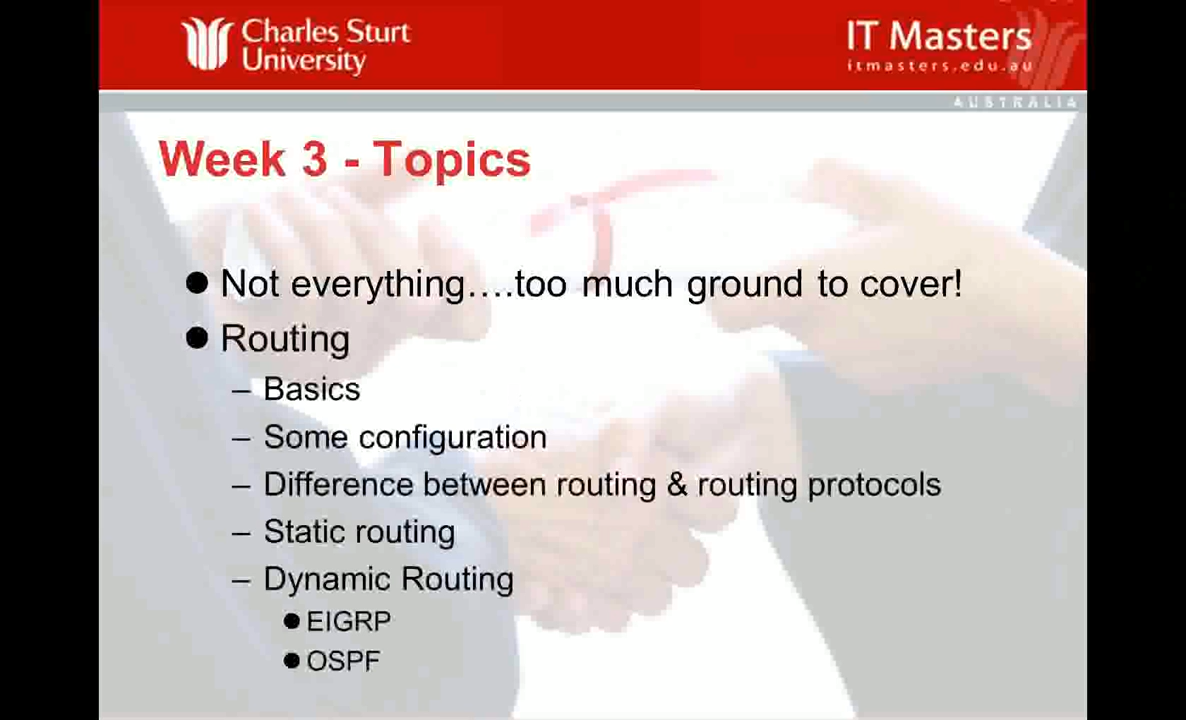 Charles Sturt
University
IT Masters
itmasters.edu.au
AUSTRALIA
Week 3 - Topics
● Not everything….too much ground to cover!
● Routing
– Basics
– Some configuration
– Difference between routing & routing protocols
– Static routing
– Dynamic Routing
● EIGRP
● OSPF